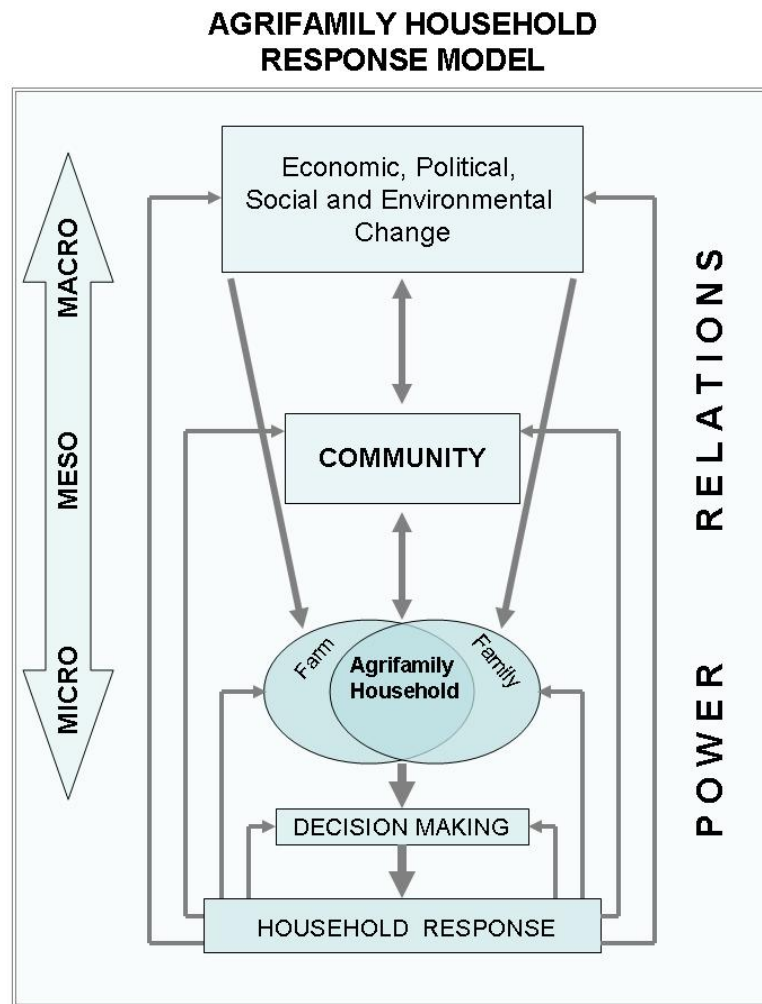 AGRIFAMILY HOUSEHOLD
RESPONSE MODEL
Economic, Political,
Social and Environmental
Change
MACRO
MESO
MICRO
COMMUNITY
Farm
Agrifamily
Household
Family
DECISION MAKING
HOUSEHOLD RESPONSE
POWER RELATIONS